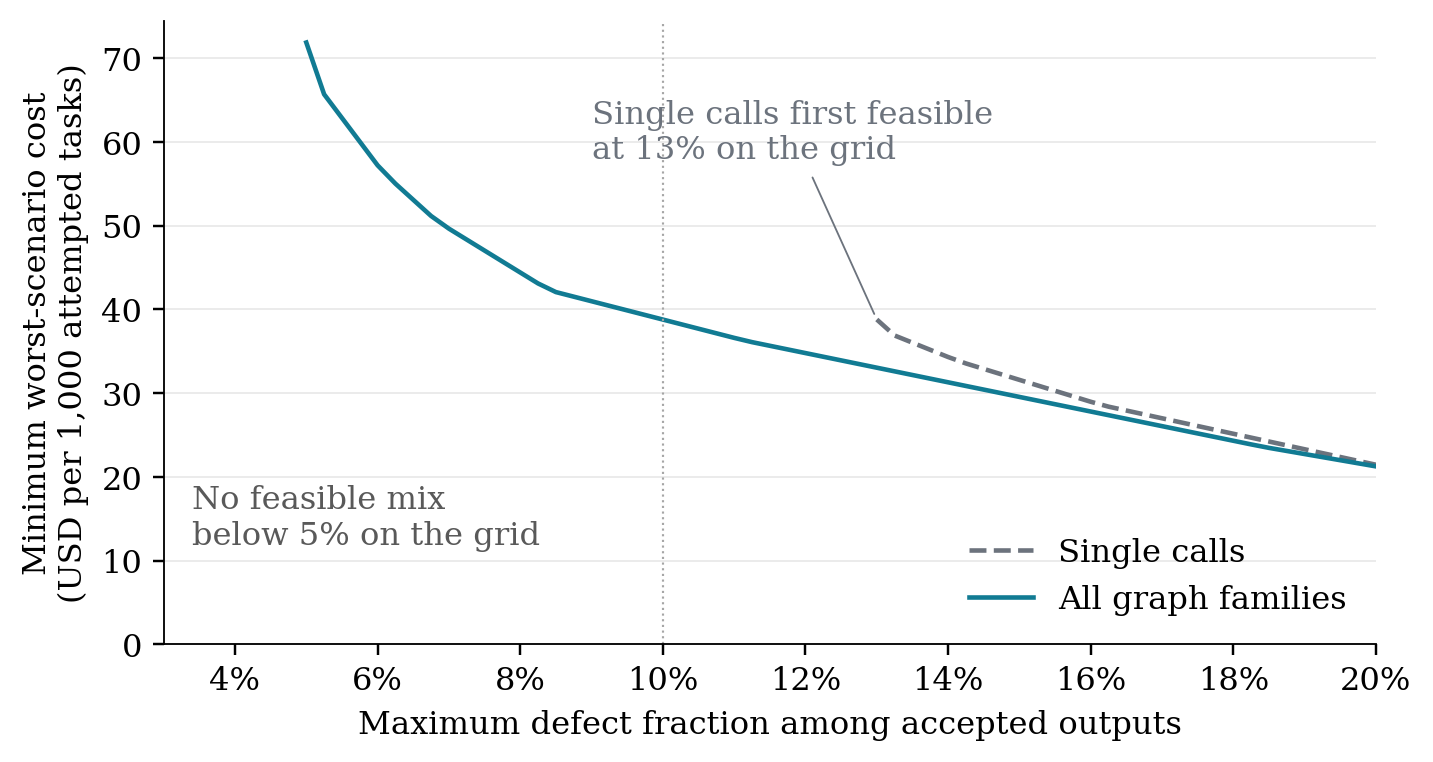 Minimum worst-scenario cost
(USD per 1,000 attempted tasks)
70
60
50
40
30
20
10
0
Single calls first feasible
at 13% on the grid
No feasible mix
below 5% on the grid
Single calls
All graph families
4%
6%
8%
10%
12%
14%
16%
18%
20%
Maximum defect fraction among accepted outputs